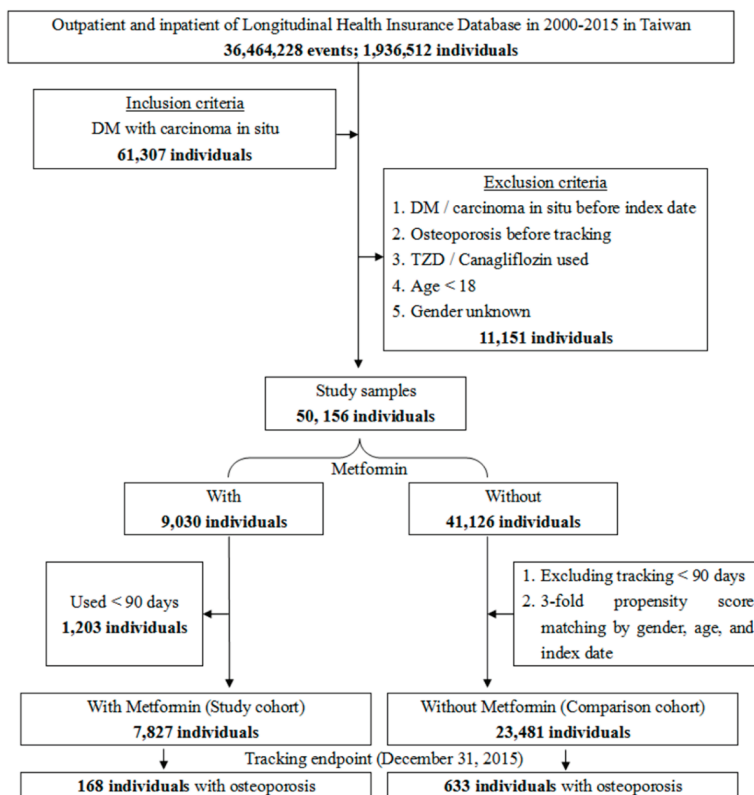 Outpatient and inpatient of Longitudinal Health Insurance Database in 2000-2015 in Taiwan
36,464,228 events; 1,936,512 individuals
Inclusion criteria
DM with carcinoma in situ
61,307 individuals
Exclusion criteria
1. DM / carcinoma in situ before index date
2. Osteoporosis before tracking
3. TZD / Canagliflozin used
4. Age < 18
5. Gender unknown
11,151 individuals
Study samples
50, 156 individuals
Metformin
With
9,030 individuals
Without
41,126 individuals
Used < 90 days
1,203 individuals
1. Excluding tracking < 90 days
2. 3-fold propensity score
matching by gender, age, and
index date
With Metformin (Study cohort)
7,827 individuals
Without Metformin (Comparison cohort)
23,481 individuals
Tracking endpoint (December 31, 2015)
168 individuals with osteoporosis
633 individuals with osteoporosis